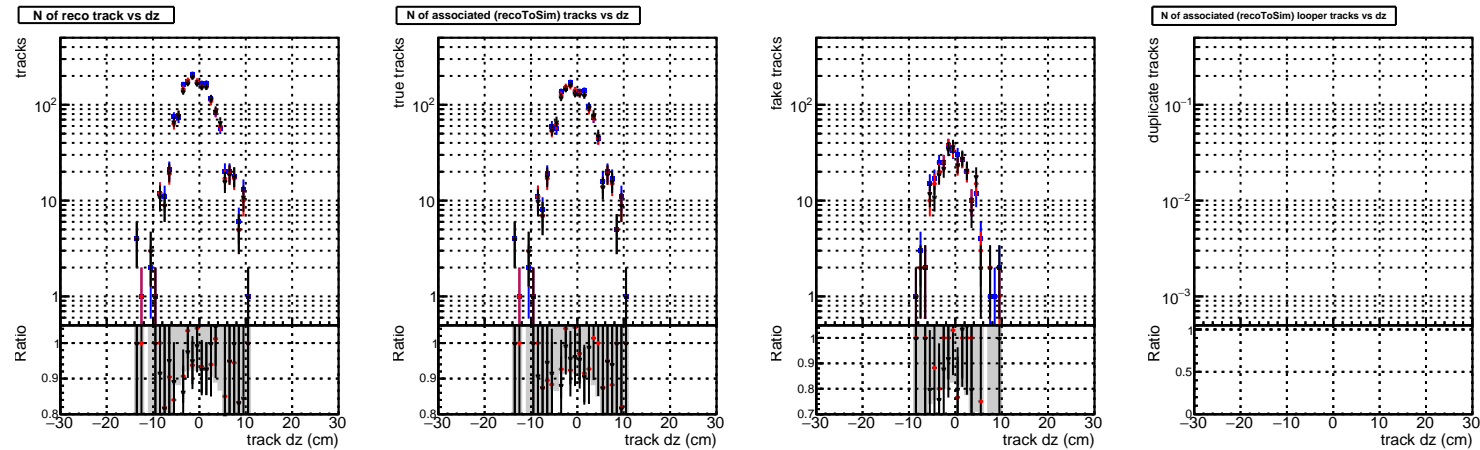 N of reco track vs dz
tracks
10²
10
1
Ratio
1
0.9
0.8
−30 −20 −10 0 10 20 30
track dz (cm)
N of associated (recoToSim) tracks vs dz
true tracks
10²
10
1
Ratio
1
0.9
0.8
−30 −20 −10 0 10 20 30
track dz (cm)
fake tracks
10²
10
1
Ratio
1
0.9
0.8
0.7
−30 −20 −10 0 10 20 30
track dz (cm)
N of associated (recoToSim) looper tracks vs dz
duplicate tracks
10⁻¹
10⁻²
10⁻³
Ratio
1
0.5
0
−30 −20 −10 0 10 20 30
track dz (cm)